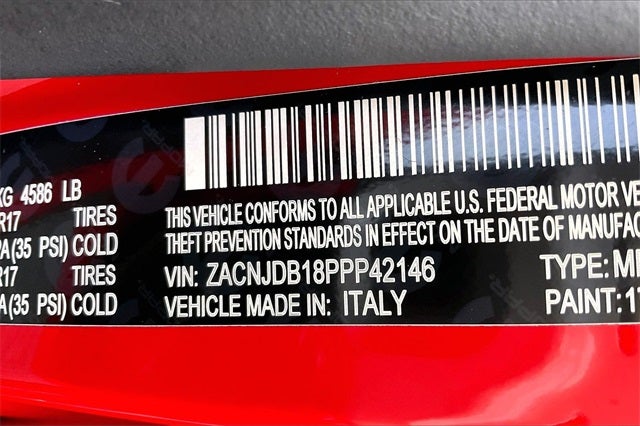 KG 4586 LB
R17 TIRES
PA(35 PSI) COLD
R17 TIRES
PA(35 PSI) COLD
THIS VEHICLE CONFORMS TO ALL APPLICABLE U.S. FEDERAL MOTOR VE
THEFT PREVENTION STANDARDS IN EFFECT ON THE DATE OF MANUFAC
VIN: ZACNJDB18PPP42146 TYPE: M
VEHICLE MADE IN: ITALY PAINT: 1